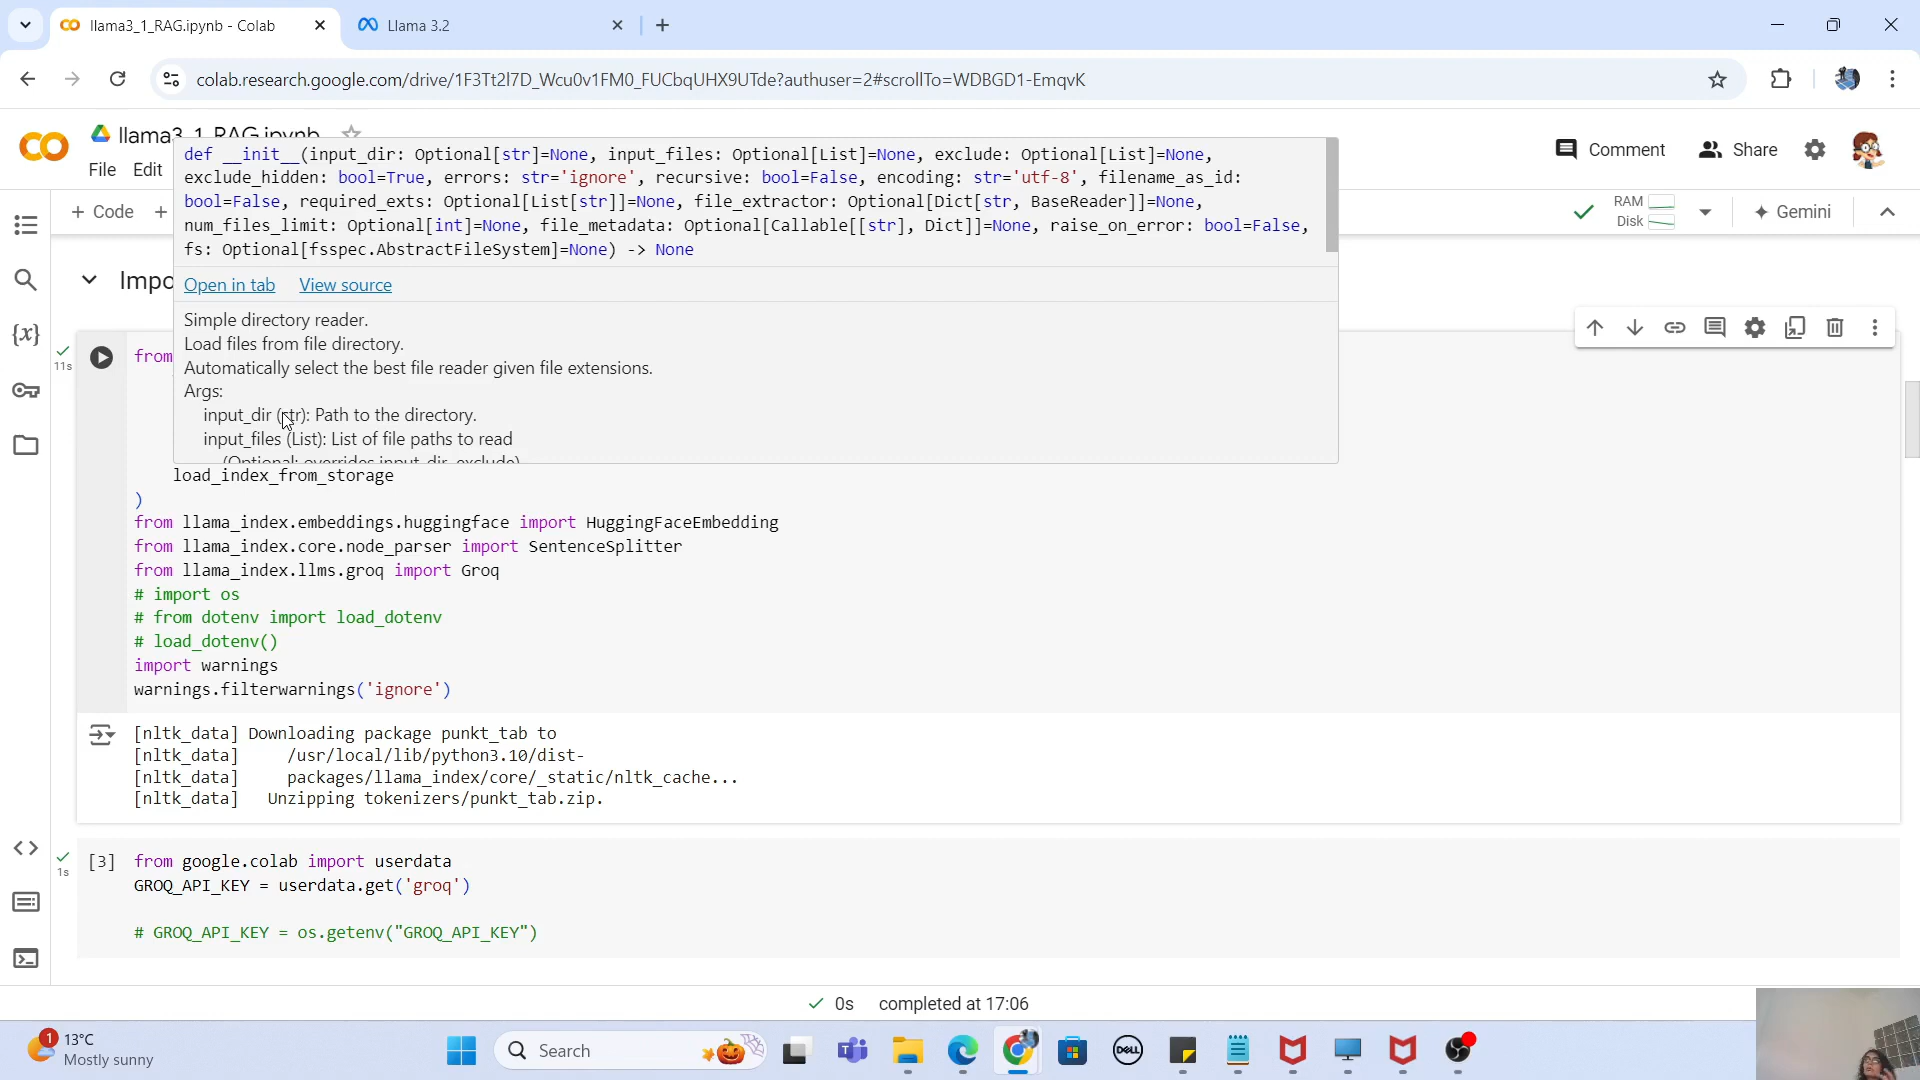 llama3_1_RAG.ipynb - Colab
Llama 3.2
colab.research.google.com/drive/1F3Tt2l7D_Wcu0v1FM0_FUCbqUHX9UTde?authuser=2#scrollTo=WDBGD1-EmqvK
llama3_1_RAG.ipynb
File Edit
Comment
Share
def __init__(input_dir: Optional[str]=None, input_files: Optional[List]=None, exclude: Optional[List]=None,
exclude_hidden: bool=True, errors: str='ignore', recursive: bool=False, encoding: str='utf-8', filename_as_id:
bool=False, required_exts: Optional[List[str]]=None, file_extractor: Optional[Dict[str, BaseReader]]=None,
num_files_limit: Optional[int]=None, file_metadata: Optional[Callable[[str], Dict]]=None, raise_on_error: bool=False,
fs: Optional[fsspec.AbstractFileSystem]=None) -> None
+ Code +
RAM
Disk
Gemini
Open in tab View source
Impo
Simple directory reader.
Load files from file directory.
Automatically select the best file reader given file extensions.
Args:
input_dir (str): Path to the directory.
input_files (List): List of file paths to read
(Optional; overrides input_dir, exclude)
11s
from
load_index_from_storage
)
from llama_index.embeddings.huggingface import HuggingFaceEmbedding
from llama_index.core.node_parser import SentenceSplitter
from llama_index.llms.groq import Groq
# import os
# from dotenv import load_dotenv
# load_dotenv()
import warnings
warnings.filterwarnings('ignore')
[nltk_data] Downloading package punkt_tab to
[nltk_data] /usr/local/lib/python3.10/dist-
[nltk_data] packages/llama_index/core/_static/nltk_cache...
[nltk_data] Unzipping tokenizers/punkt_tab.zip.
1s
[3] from google.colab import userdata
GROQ_API_KEY = userdata.get('groq')
# GROQ_API_KEY = os.getenv("GROQ_API_KEY")
0s completed at 17:06
1
13°C
Mostly sunny
Search
DELL